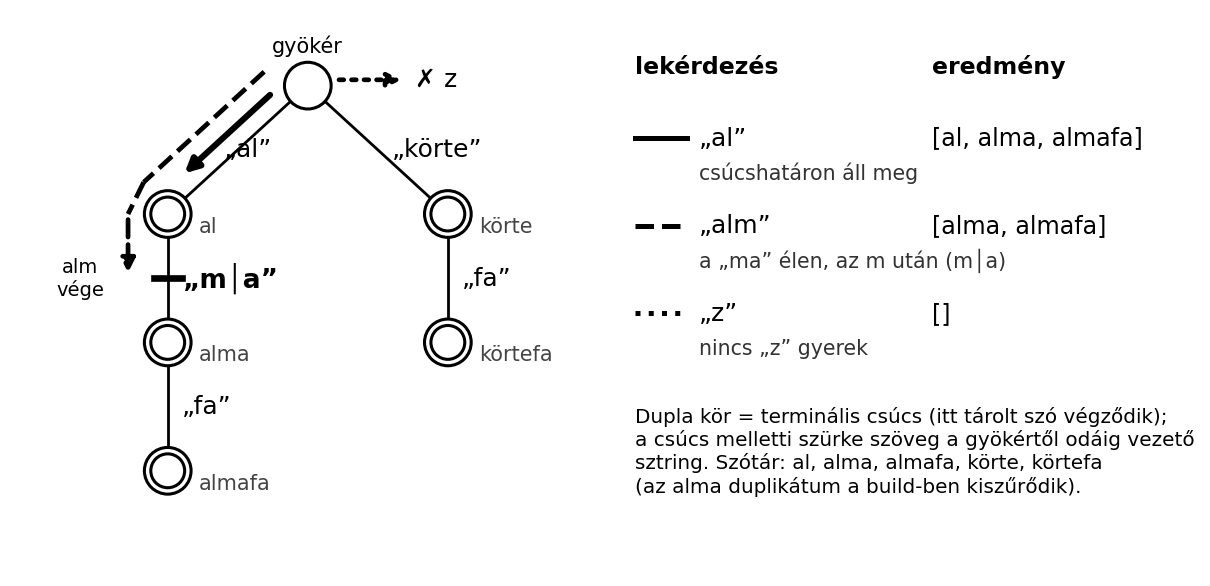 gyökér
✗ z
„al”
„körte”
al
körte
alm
vége
„m│a”
„fa”
alma
körtefa
„fa”
almafa
lekérdezés eredmény
„al” [al, alma, almafa]
csúcshatáron áll meg
„alm” [alma, almafa]
a „ma” élen, az m után (m│a)
„z” []
nincs „z” gyerek
Dupla kör = terminális csúcs (itt tárolt szó végződik);
a csúcs melletti szürke szöveg a gyökértől odáig vezető
sztring. Szótár: al, alma, almafa, körte, körtefa
(az alma duplikátum a build-ben kiszűrődik).